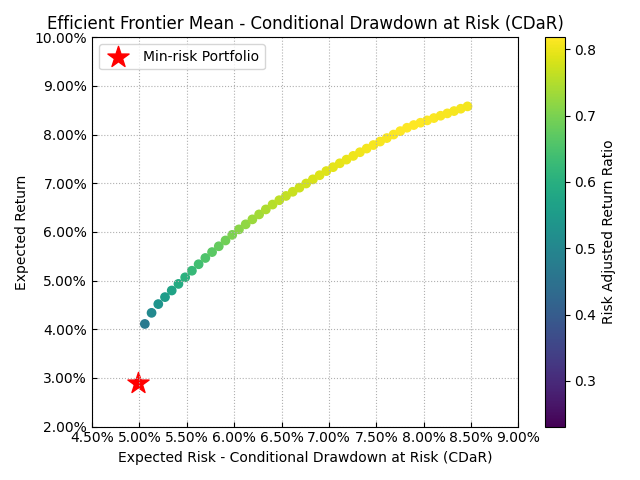 Efficient Frontier Mean - Conditional Drawdown at Risk (CDaR)
10.00%
9.00%
8.00%
7.00%
6.00%
5.00%
4.00%
3.00%
2.00%
Expected Return
Min-risk Portfolio
4.50% 5.00% 5.50% 6.00% 6.50% 7.00% 7.50% 8.00% 8.50% 9.00%
Expected Risk - Conditional Drawdown at Risk (CDaR)
0.8
0.7
0.6
0.5
0.4
0.3
Risk Adjusted Return Ratio